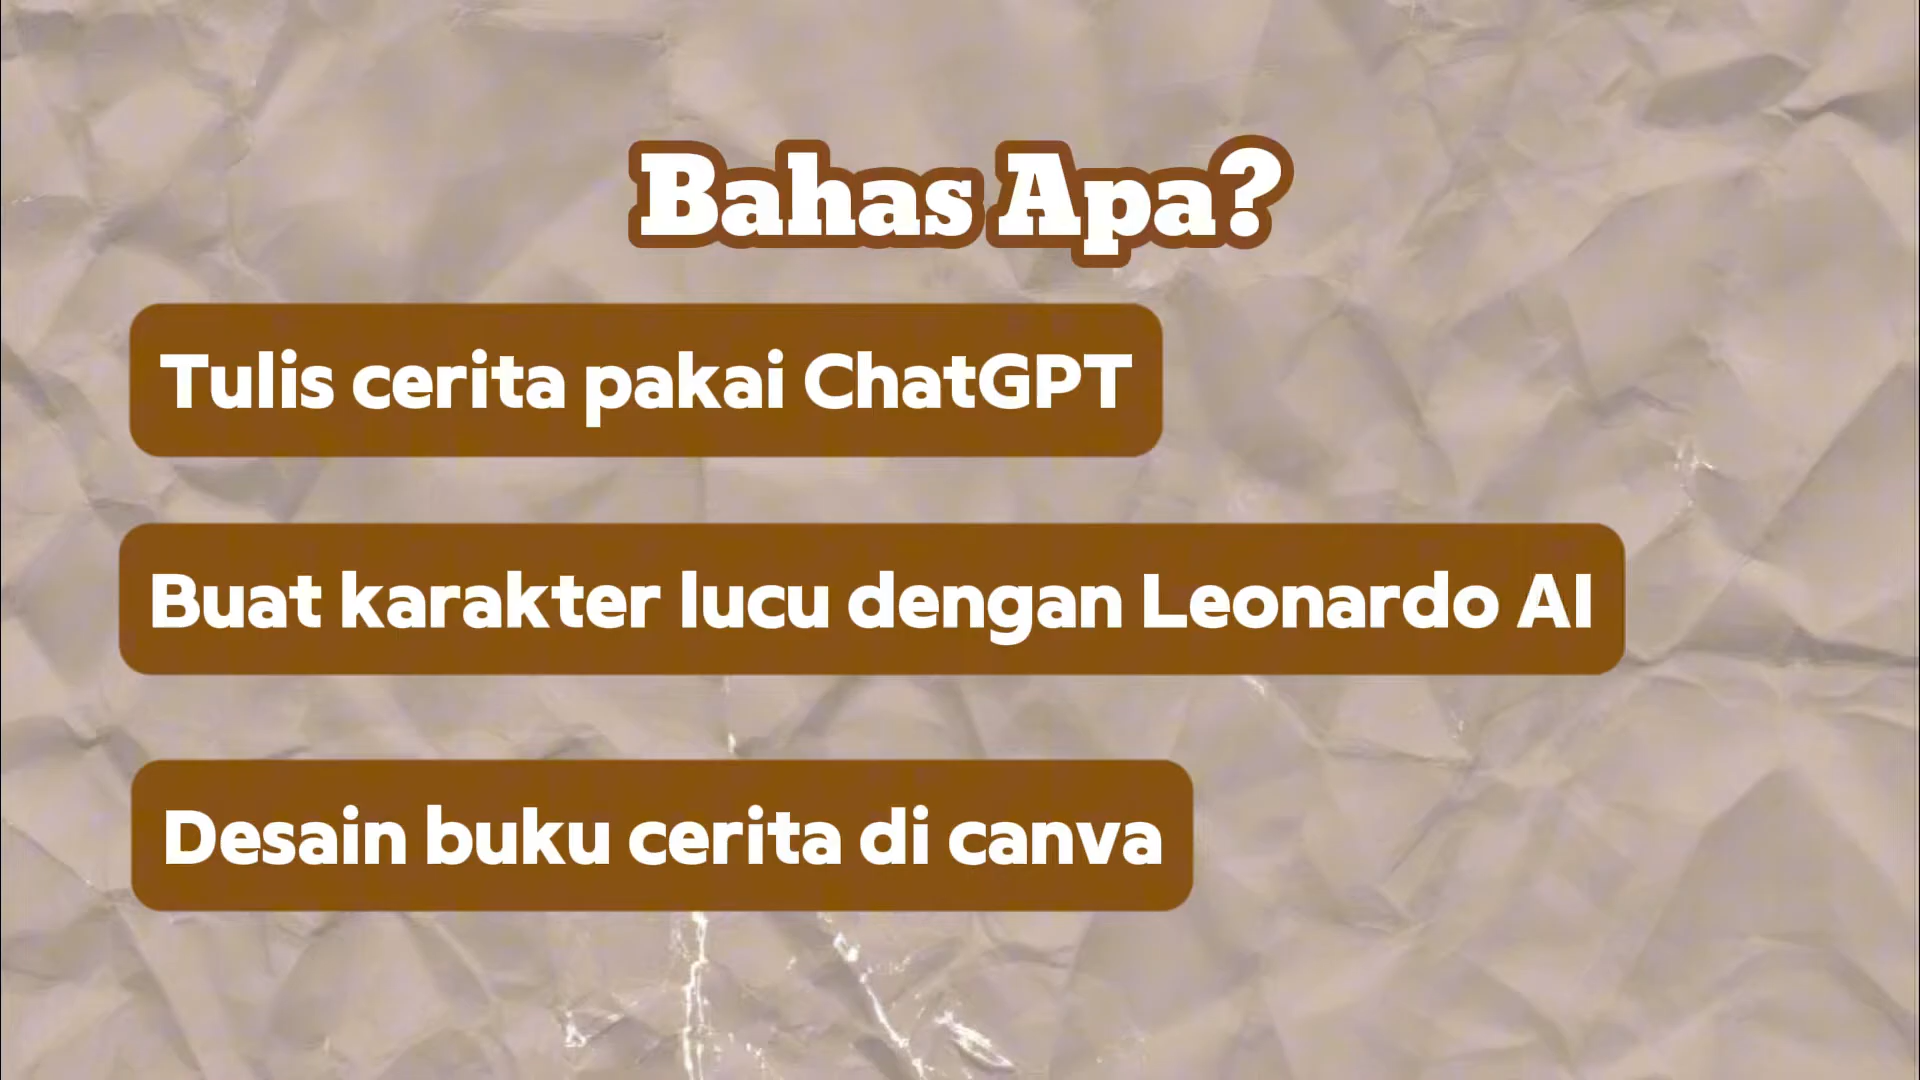 Bahas Apa?
Tulis cerita pakai ChatGPT
Buat karakter lucu dengan Leonardo AI
Desain buku cerita di canva